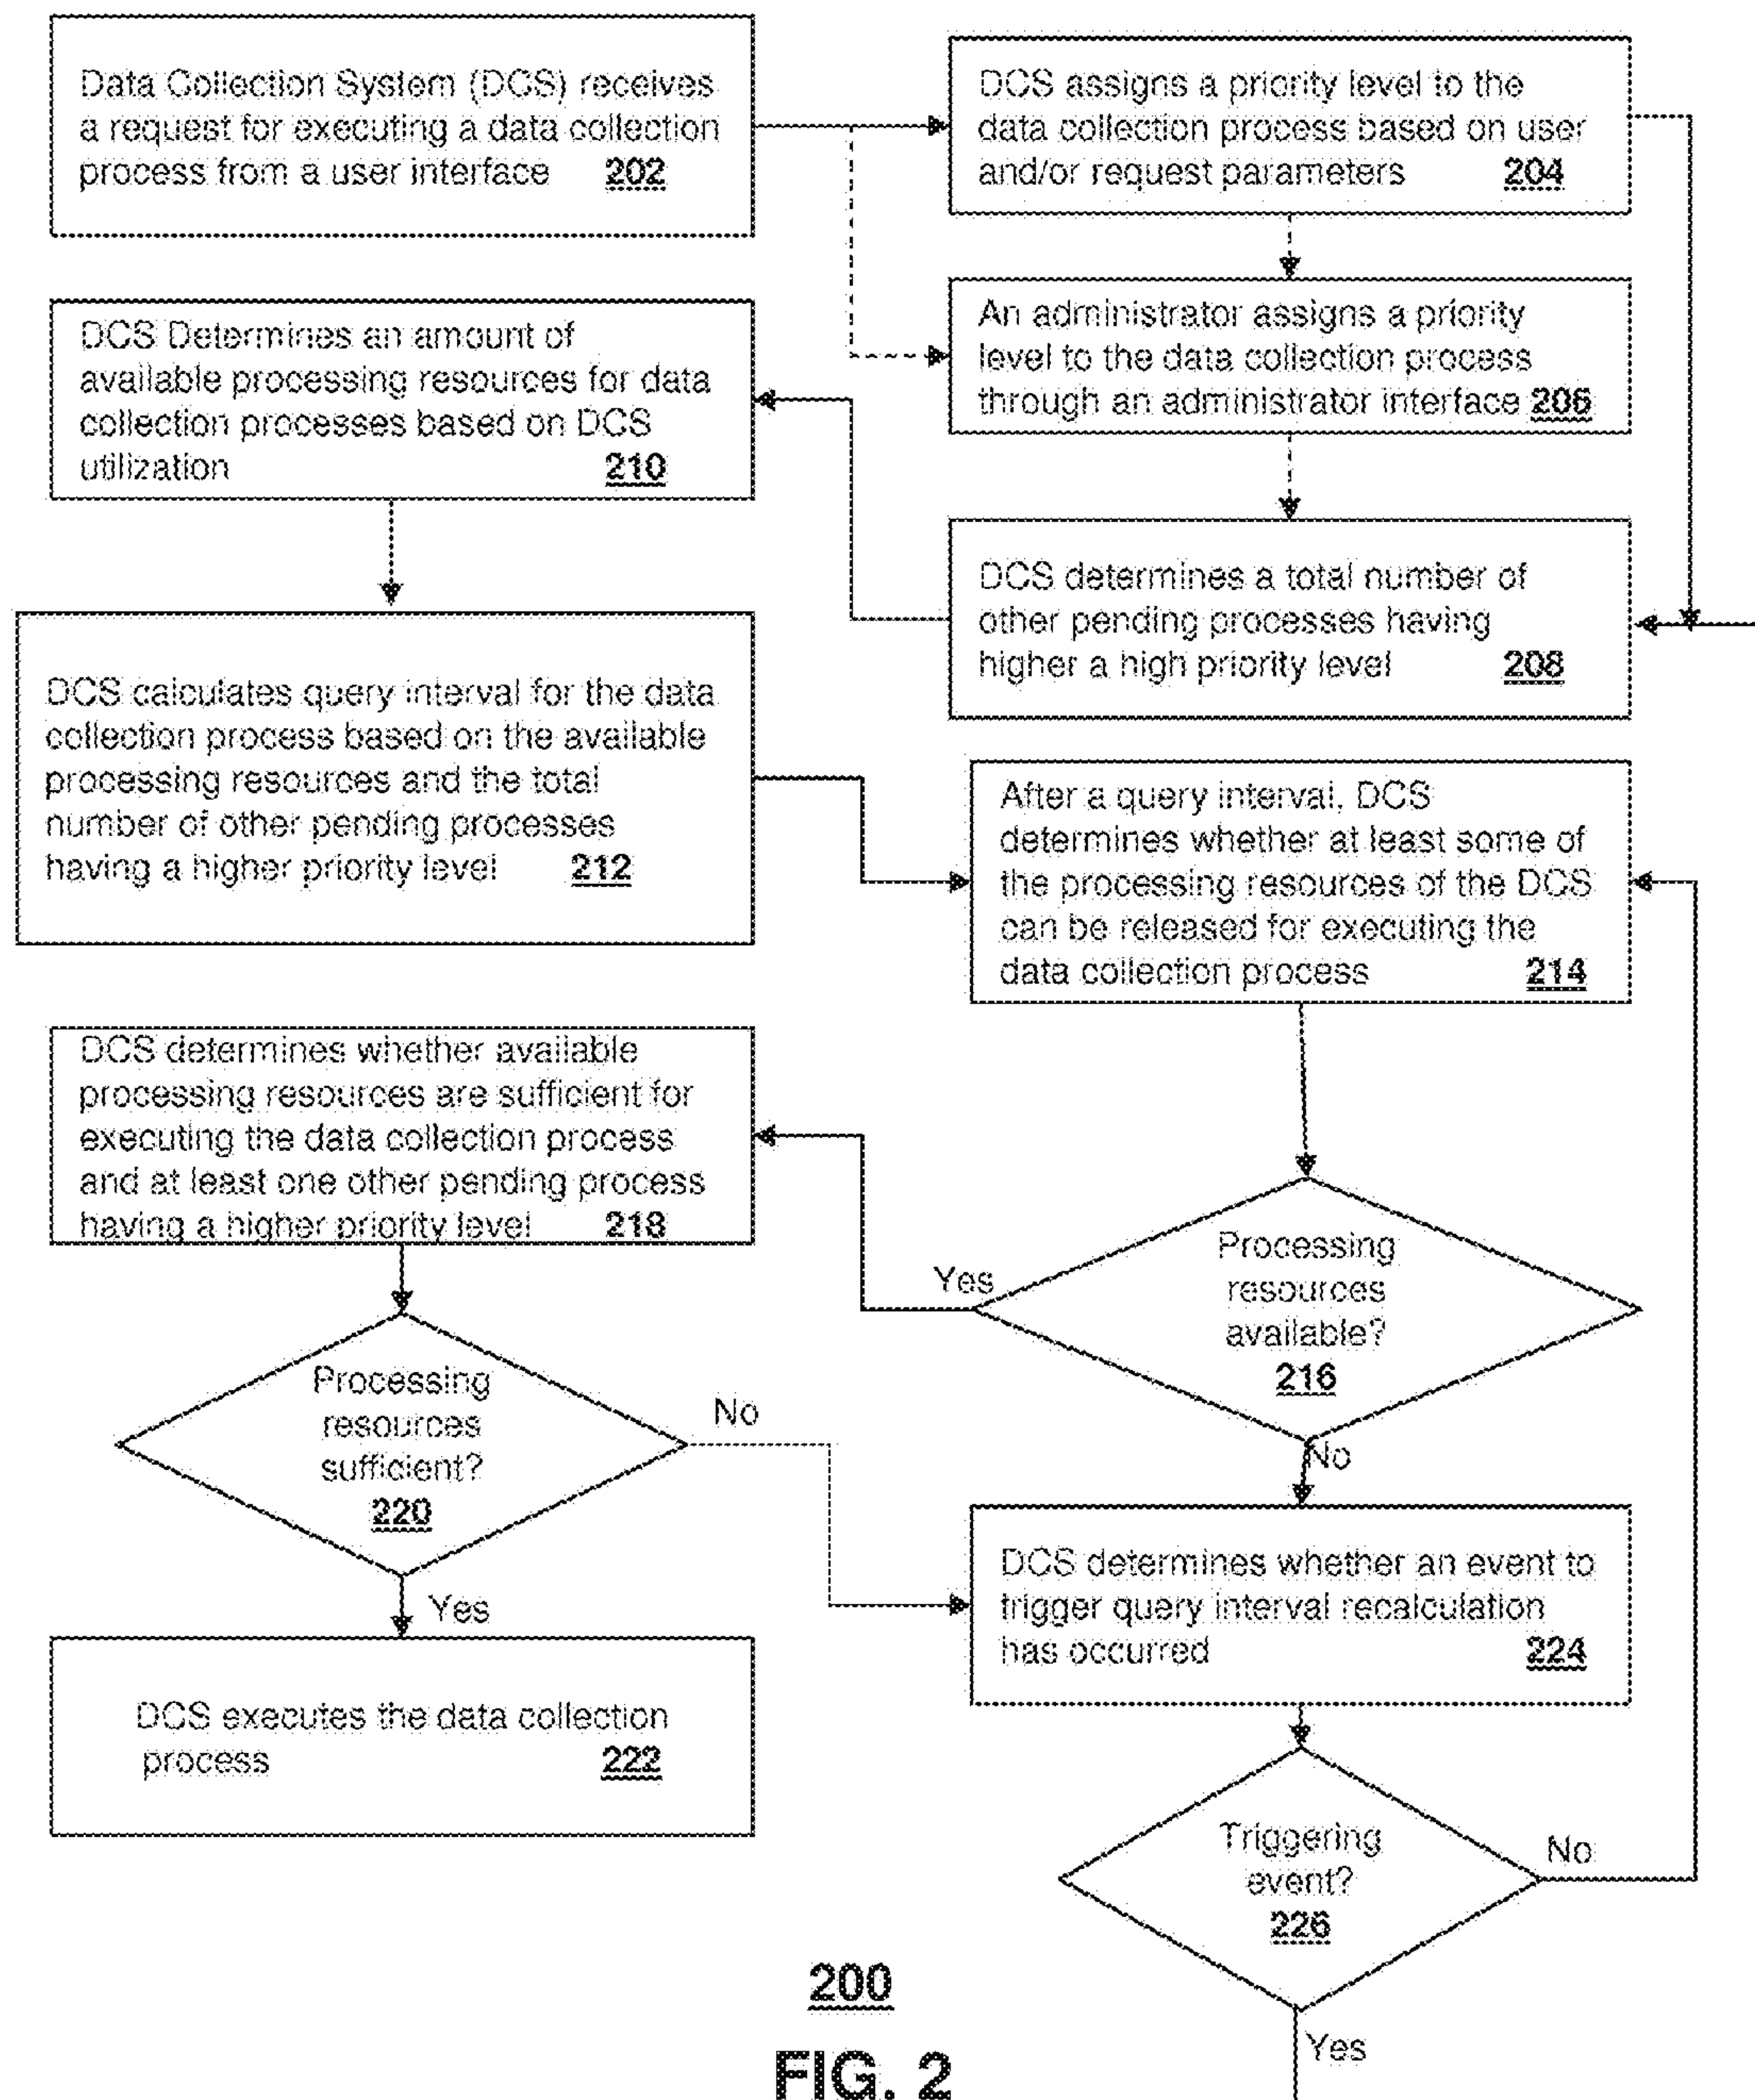 Data Collection System (DCS) receives
a request for executing a data collection
process from a user interface 202
DCS assigns a priority level to the
data collection process based on user
and/or request parameters 204
An administrator assigns a priority
level to the data collection process
through an administrator interface 206
DCS Determines an amount of
available processing resources for data
collection processes based on DCS
utilization 210
DCS determines a total number of
other pending processes having
higher a high priority level 208
DCS calculates query interval for the data
collection process based on the available
processing resources and the total
number of other pending processes
having a higher priority level 212
After a query interval, DCS
determines whether at least some of
the processing resources of the DCS
can be released for executing the
data collection process 214
DCS determines whether available
processing resources are sufficient for
executing the data collection process
and at least one other pending process
having a higher priority level 218
Processing
resources
available?
216
Yes
No
Processing
resources
sufficient?
220
No
Yes
DCS determines whether an event to
trigger query interval recalculation
has occurred 224
DCS executes the data collection
process 222
Triggering
event?
226
No
Yes
200
FIG. 2